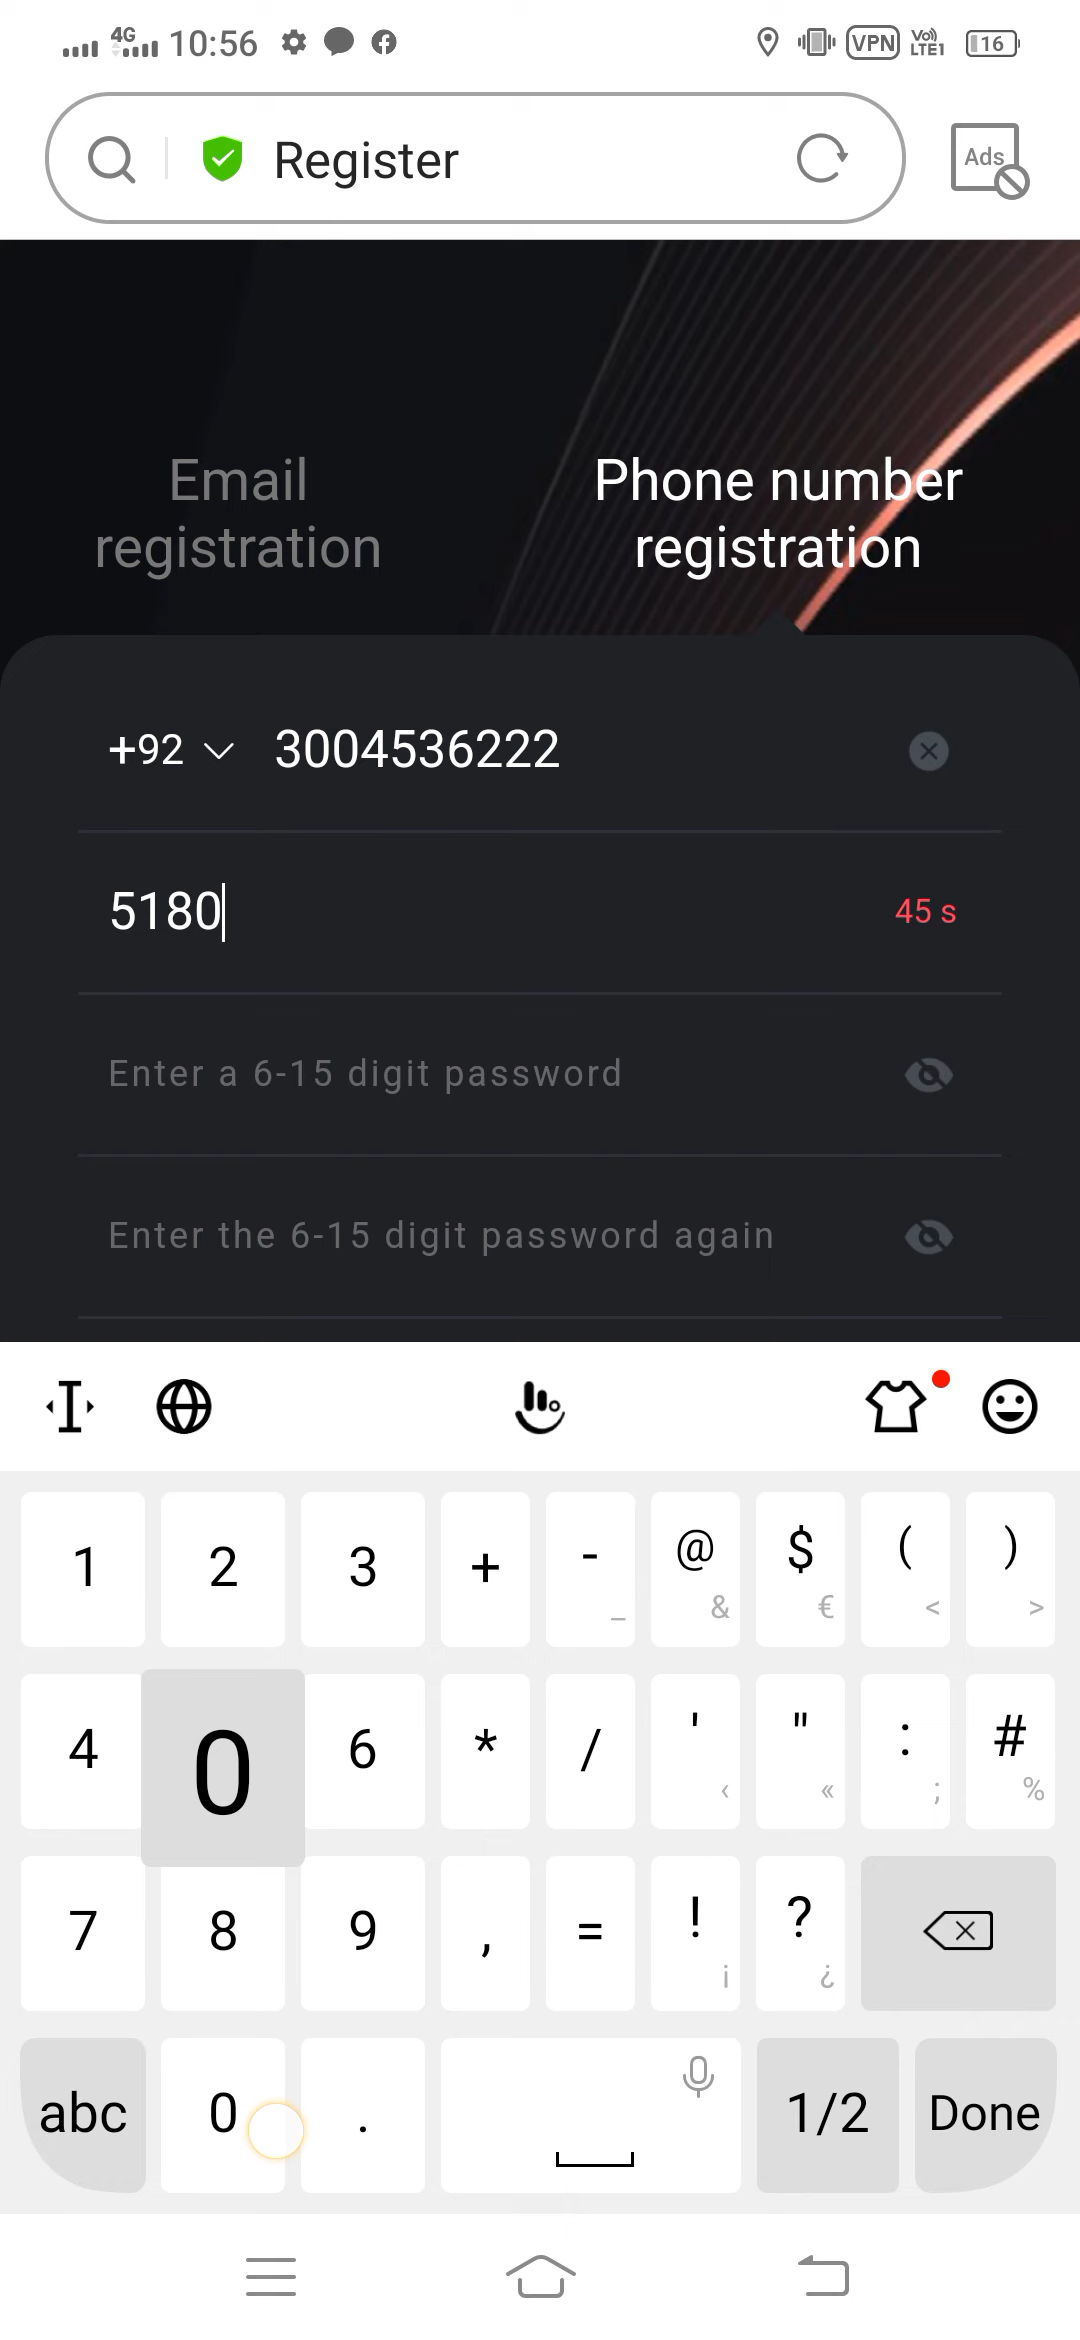 4G 10:56 VPN Vo) LTE1 16
Register
Ads
Email
registration
Phone number
registration
+92 3004536222
5180 45 s
Enter a 6-15 digit password
Enter the 6-15 digit password again
1 2 3 + - _ @ & $ € ( < ) >
4 0 6 * / ' ‹ " « : ; # %
7 8 9 , = ! ¡ ? ¿
abc 0 . 1/2 Done